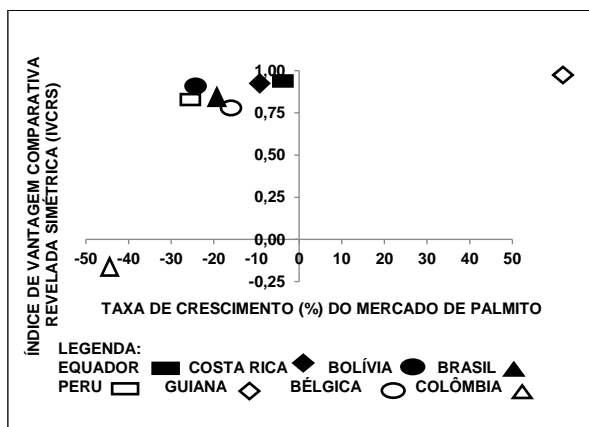 ÍNDICE DE VANTAGEM COMPARATIVA
REVELADA SIMÉTRICA (IVCRS)
1,00
0,75
0,50
0,25
0,00
-0,25
-50 -40 -30 -20 -10 0 10 20 30 40 50
TAXA DE CRESCIMENTO (%) DO MERCADO DE PALMITO
LEGENDA:
EQUADOR COSTA RICA BOLÍVIA BRASIL
PERU GUIANA BÉLGICA COLÔMBIA